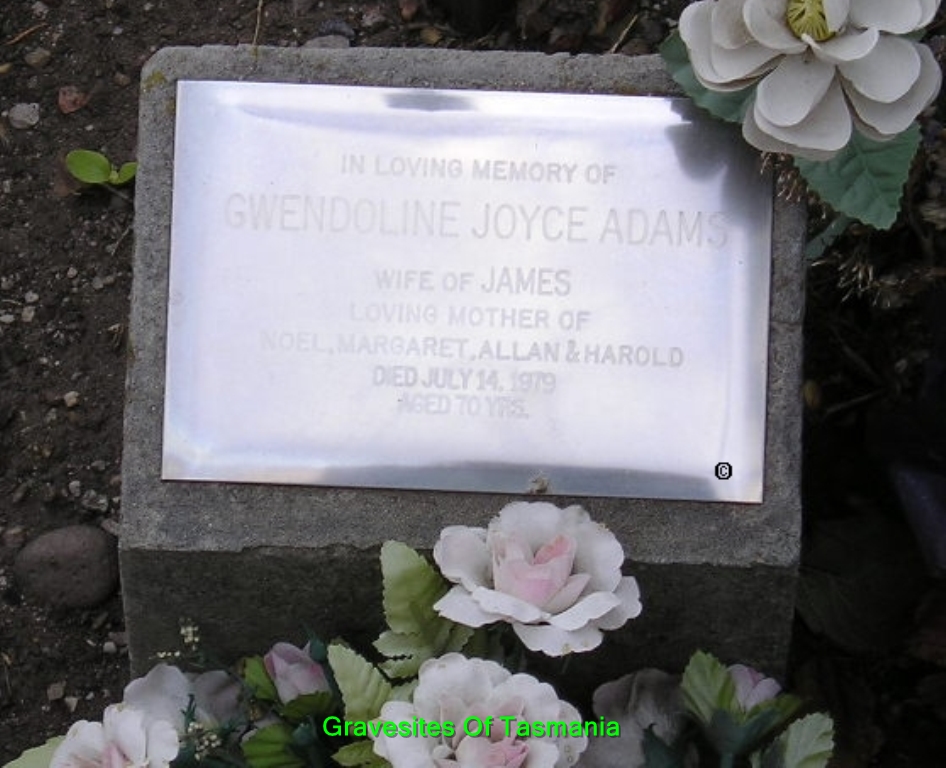 IN LOVING MEMORY OF
GWENDOLINE JOYCE ADAMS
WIFE OF JAMES
LOVING MOTHER OF
NOEL, MARGARET, ALLAN & HAROLD
DIED JULY 14, 1979
AGED 70 YRS.
©
Gravesites Of Tasmania